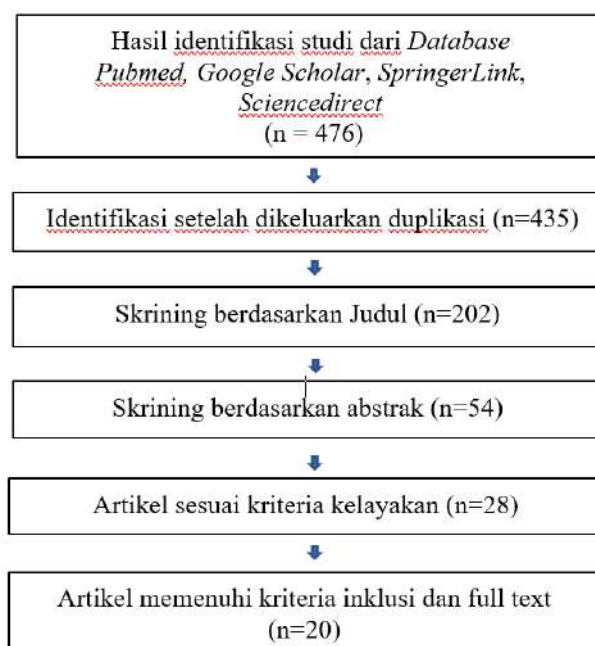 Hasil identifikasi studi dari Database
Pubmed, Google Scholar, SpringerLink,
Sciencedirect
(n = 476)
Identifikasi setelah dikeluarkan duplikasi (n=435)
Skrining berdasarkan Judul (n=202)
Skrining berdasarkan abstrak (n=54)
Artikel sesuai kriteria kelayakan (n=28)
Artikel memenuhi kriteria inklusi dan full text
(n=20)